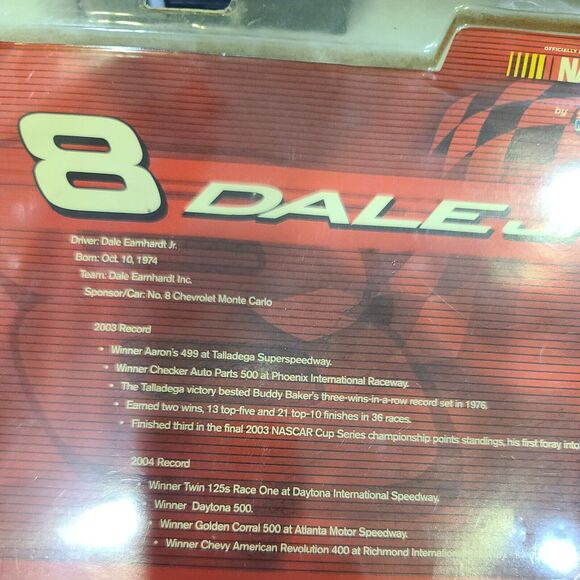 OFFICIALLY
NA
by
8 DALE J
Driver: Dale Earnhardt Jr.
Born: Oct. 10, 1974
Team: Dale Earnhardt Inc.
Sponsor/Car: No. 8 Chevrolet Monte Carlo
2003 Record
• Winner Aaron's 499 at Talladega Superspeedway.
• Winner Checker Auto Parts 500 at Phoenix International Raceway.
• The Talladega victory bested Buddy Baker's three-wins-in-a-row record set in 1976.
• Earned two wins, 13 top-five and 21 top-10 finishes in 36 races.
• Finished third in the final 2003 NASCAR Cup Series championship points standings, his first foray into
2004 Record
Winner Twin 125s Race One at Daytona International Speedway.
Winner Daytona 500.
• Winner Golden Corral 500 at Atlanta Motor Speedway.
• Winner Chevy American Revolution 400 at Richmond Internation